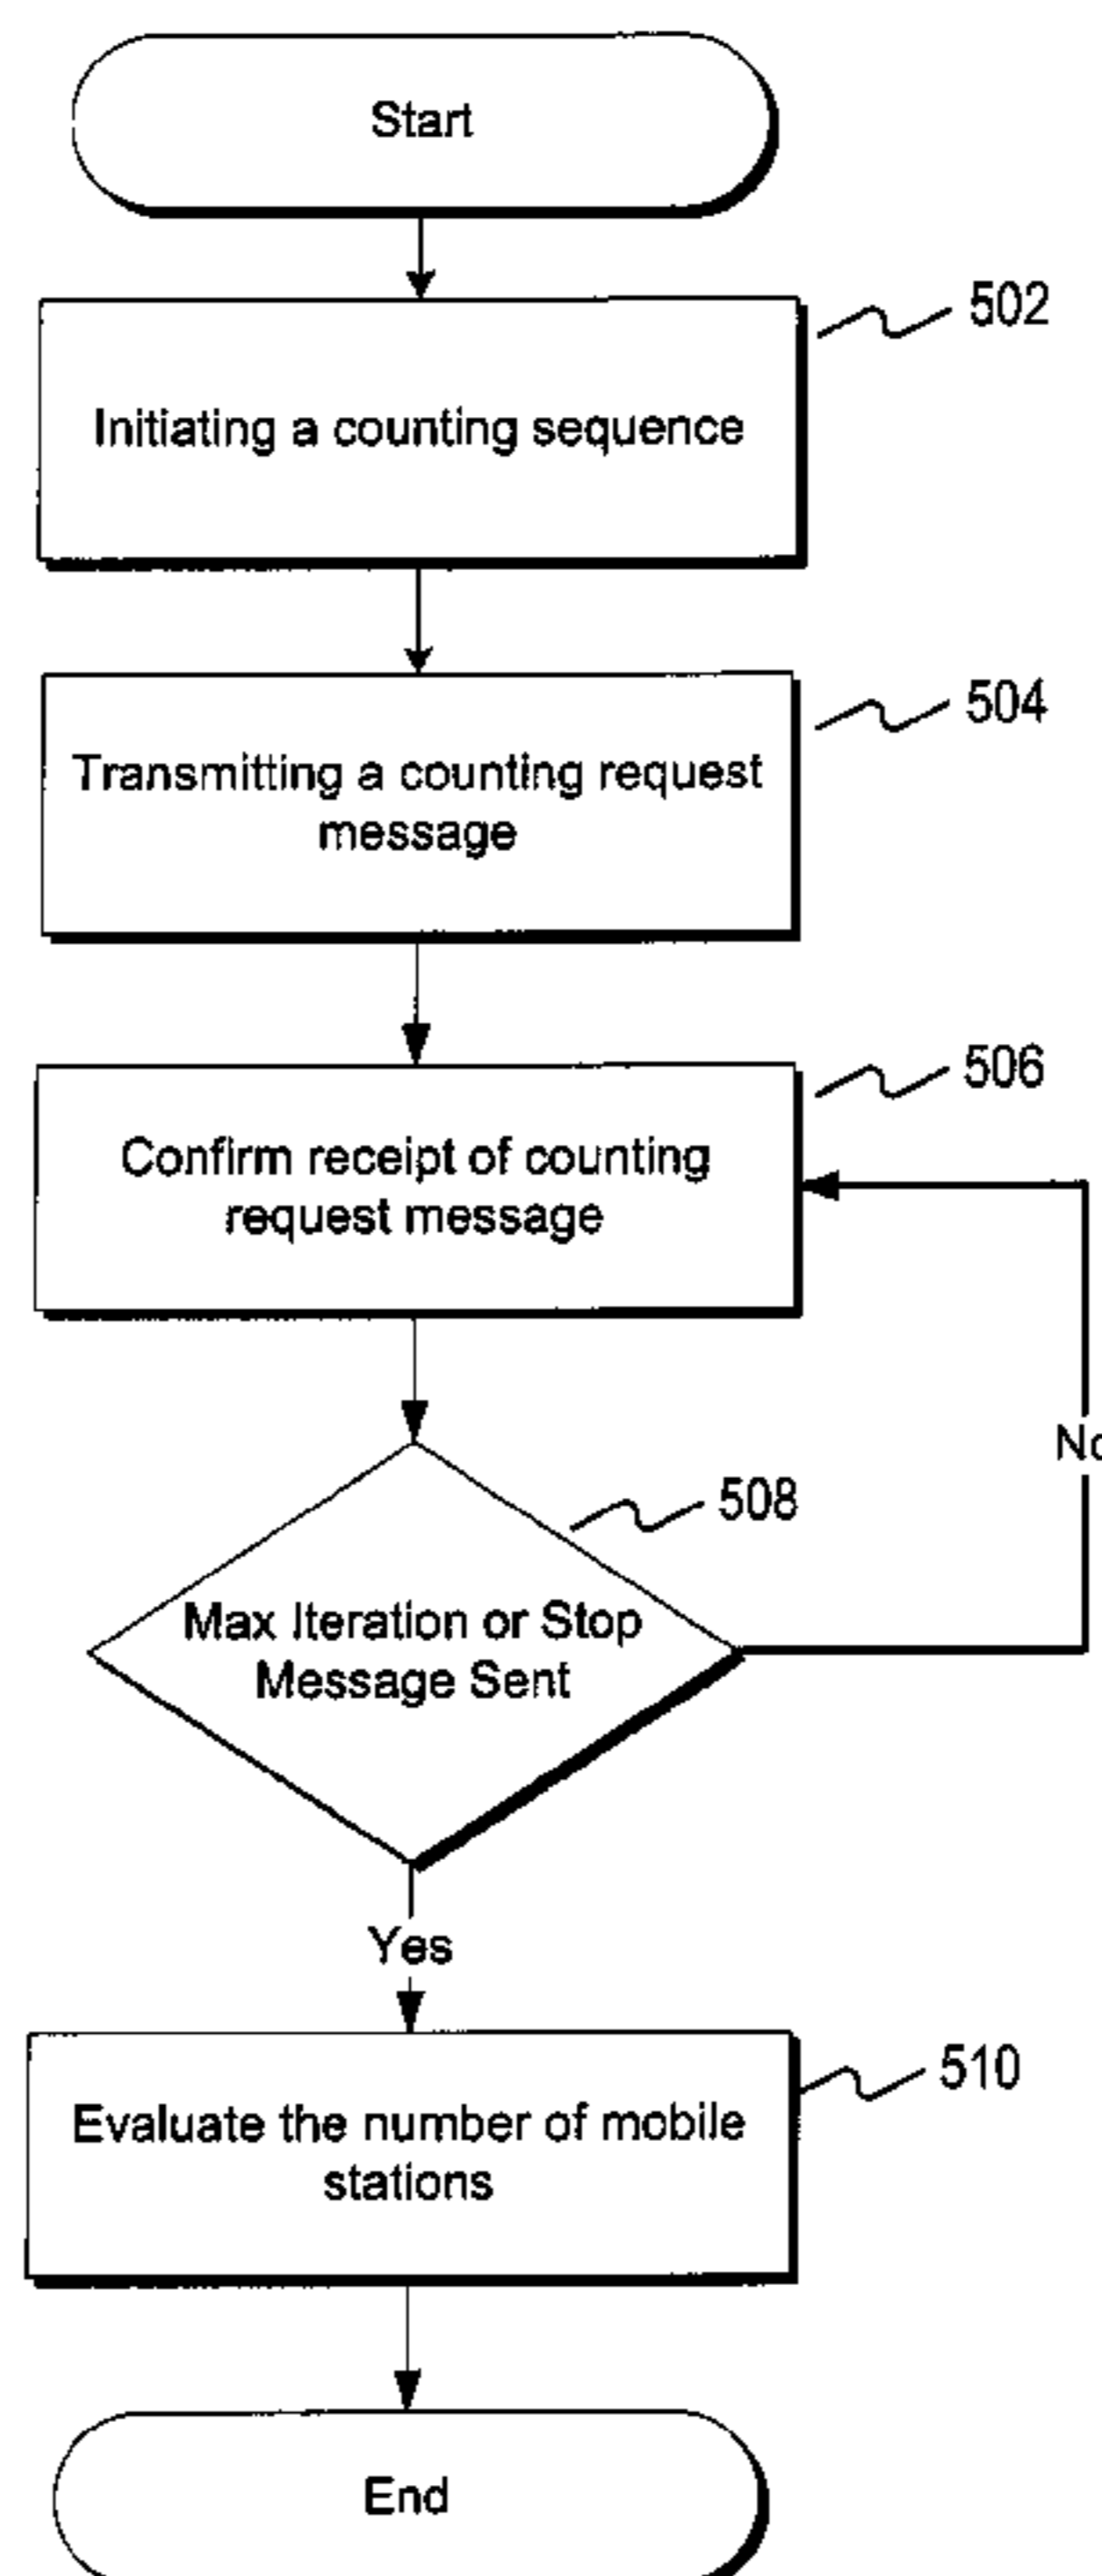 Start
502
Initiating a counting sequence
504
Transmitting a counting request
message
506
Confirm receipt of counting
request message
No
508
Max Iteration or Stop
Message Sent
Yes
510
Evaluate the number of mobile
stations
End